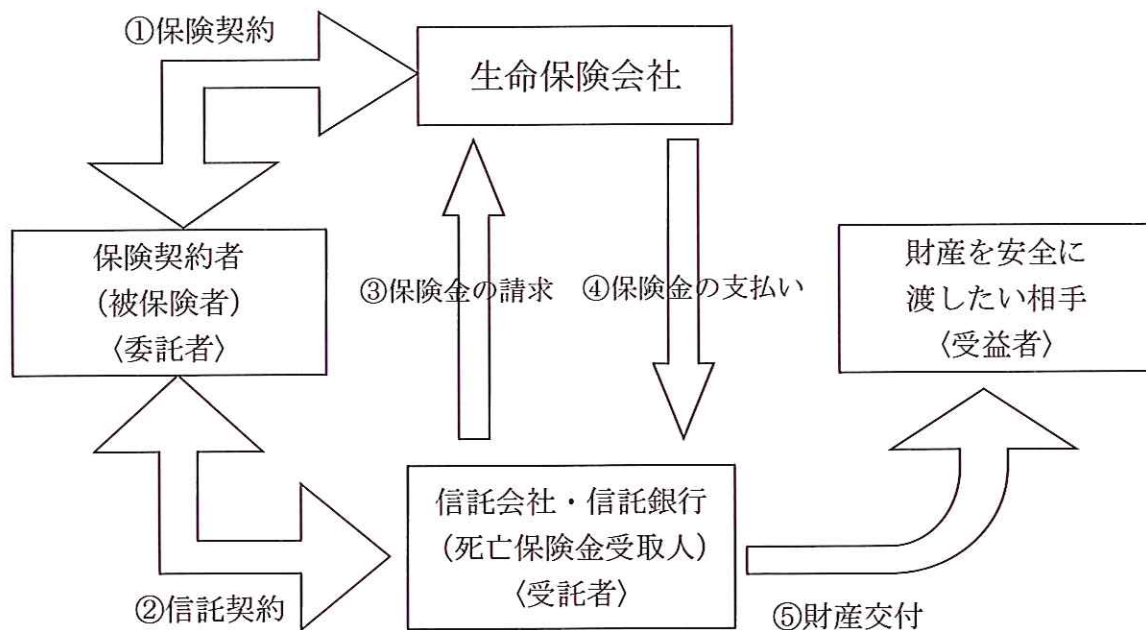 ①保険契約
生命保険会社
保険契約者
(被保険者)
〈委託者〉
③保険金の請求
④保険金の支払い
財産を安全に
渡したい相手
〈受益者〉
信託会社・信託銀行
(死亡保険金受取人)
〈受託者〉
②信託契約
⑤財産交付